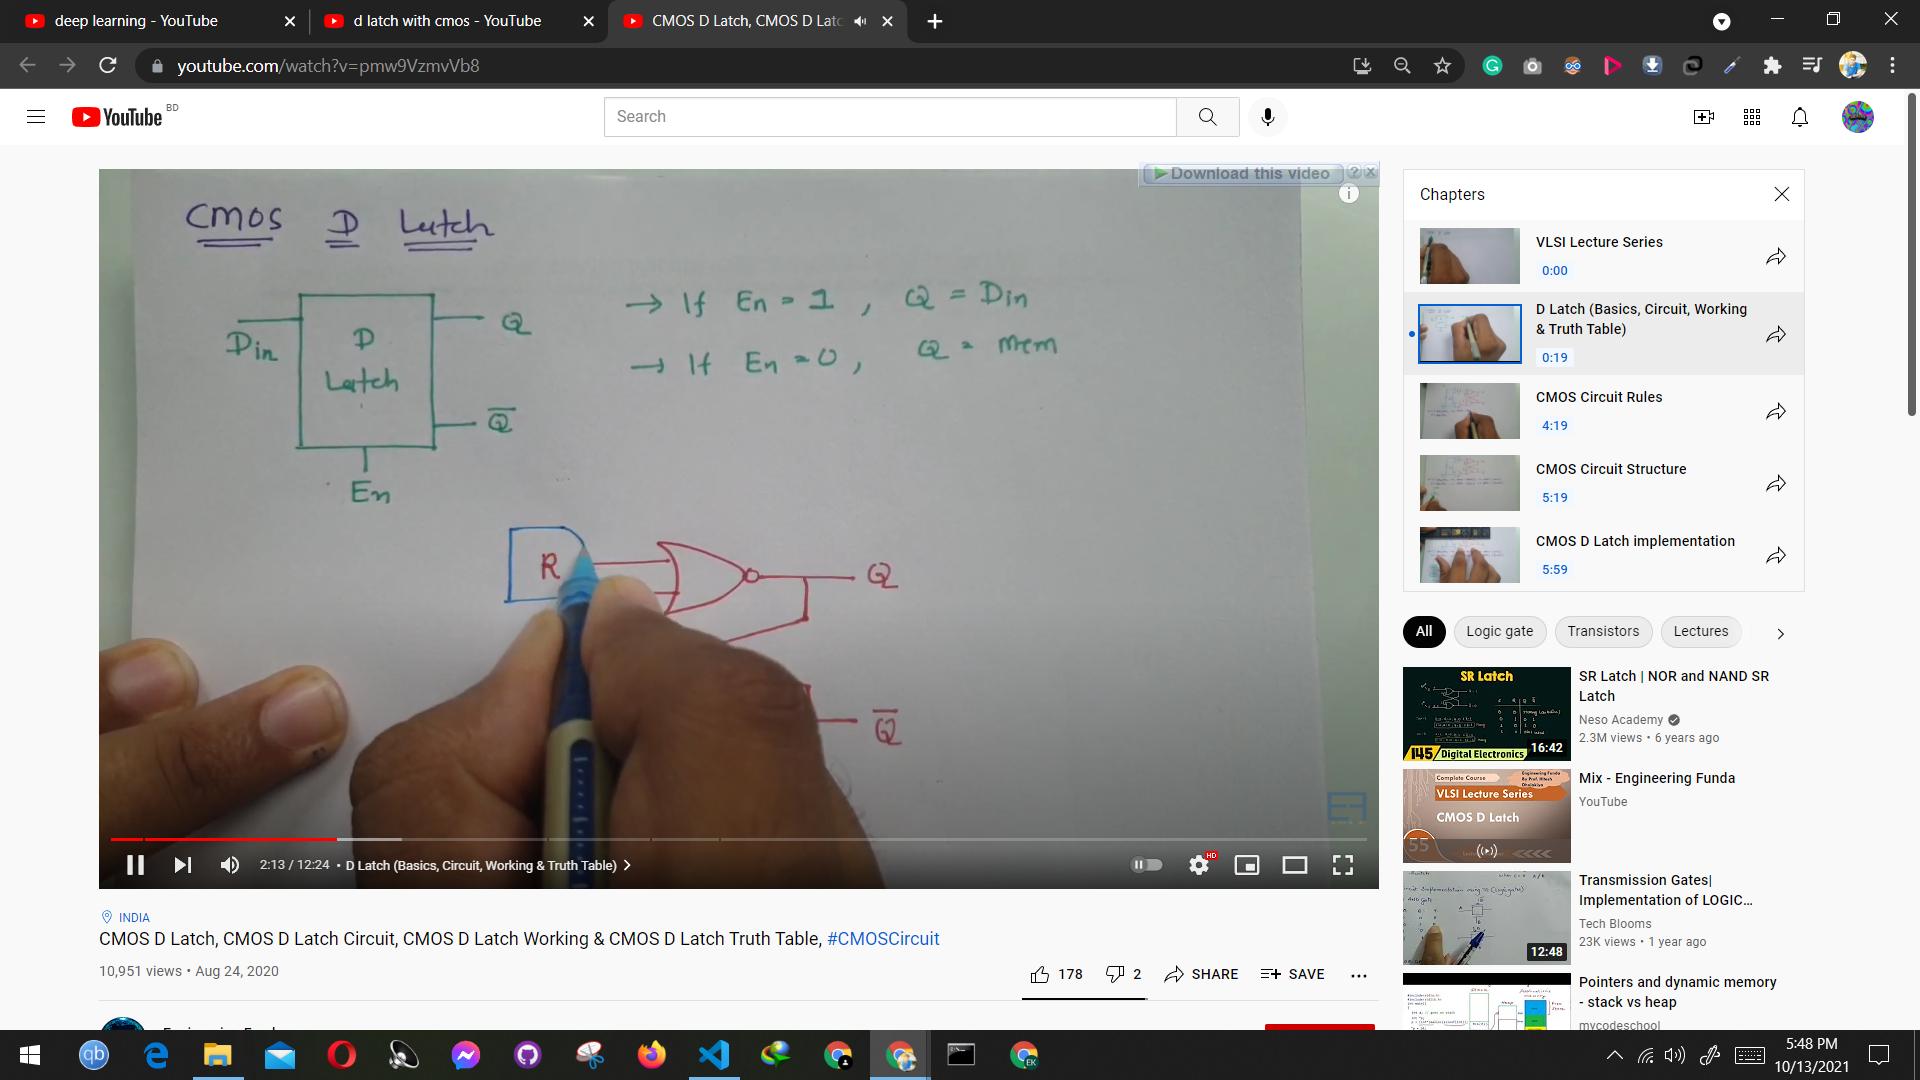 deep learning - YouTube
d latch with cmos - YouTube
CMOS D Latch, CMOS D Latc
youtube.com/watch?v=pmw9VzmvVb8
YouTube BD
Search
Download this video
CMOS D Latch
Din
D
Latch
Q
Q̅
En
→ If En = 1 , Q = Din
→ If En = 0, Q = mem
R
Q
Q̅
2:13 / 12:24 • D Latch (Basics, Circuit, Working & Truth Table)
HD
INDIA
CMOS D Latch, CMOS D Latch Circuit, CMOS D Latch Working & CMOS D Latch Truth Table, #CMOSCircuit
10,951 views • Aug 24, 2020
178
2
SHARE
SAVE
Chapters
VLSI Lecture Series
0:00
D Latch (Basics, Circuit, Working
& Truth Table)
0:19
CMOS Circuit Rules
4:19
CMOS Circuit Structure
5:19
CMOS D Latch implementation
5:59
All
Logic gate
Transistors
Lectures
SR Latch
145 Digital Electronics
16:42
SR Latch | NOR and NAND SR
Latch
Neso Academy
2.3M views • 6 years ago
Complete Course
VLSI Lecture Series
CMOS D Latch
55
Mix - Engineering Funda
YouTube
12:48
Transmission Gates|
Implementation of LOGIC...
Tech Blooms
23K views • 1 year ago
Pointers and dynamic memory
- stack vs heap
mycodeschool
5:48 PM
10/13/2021